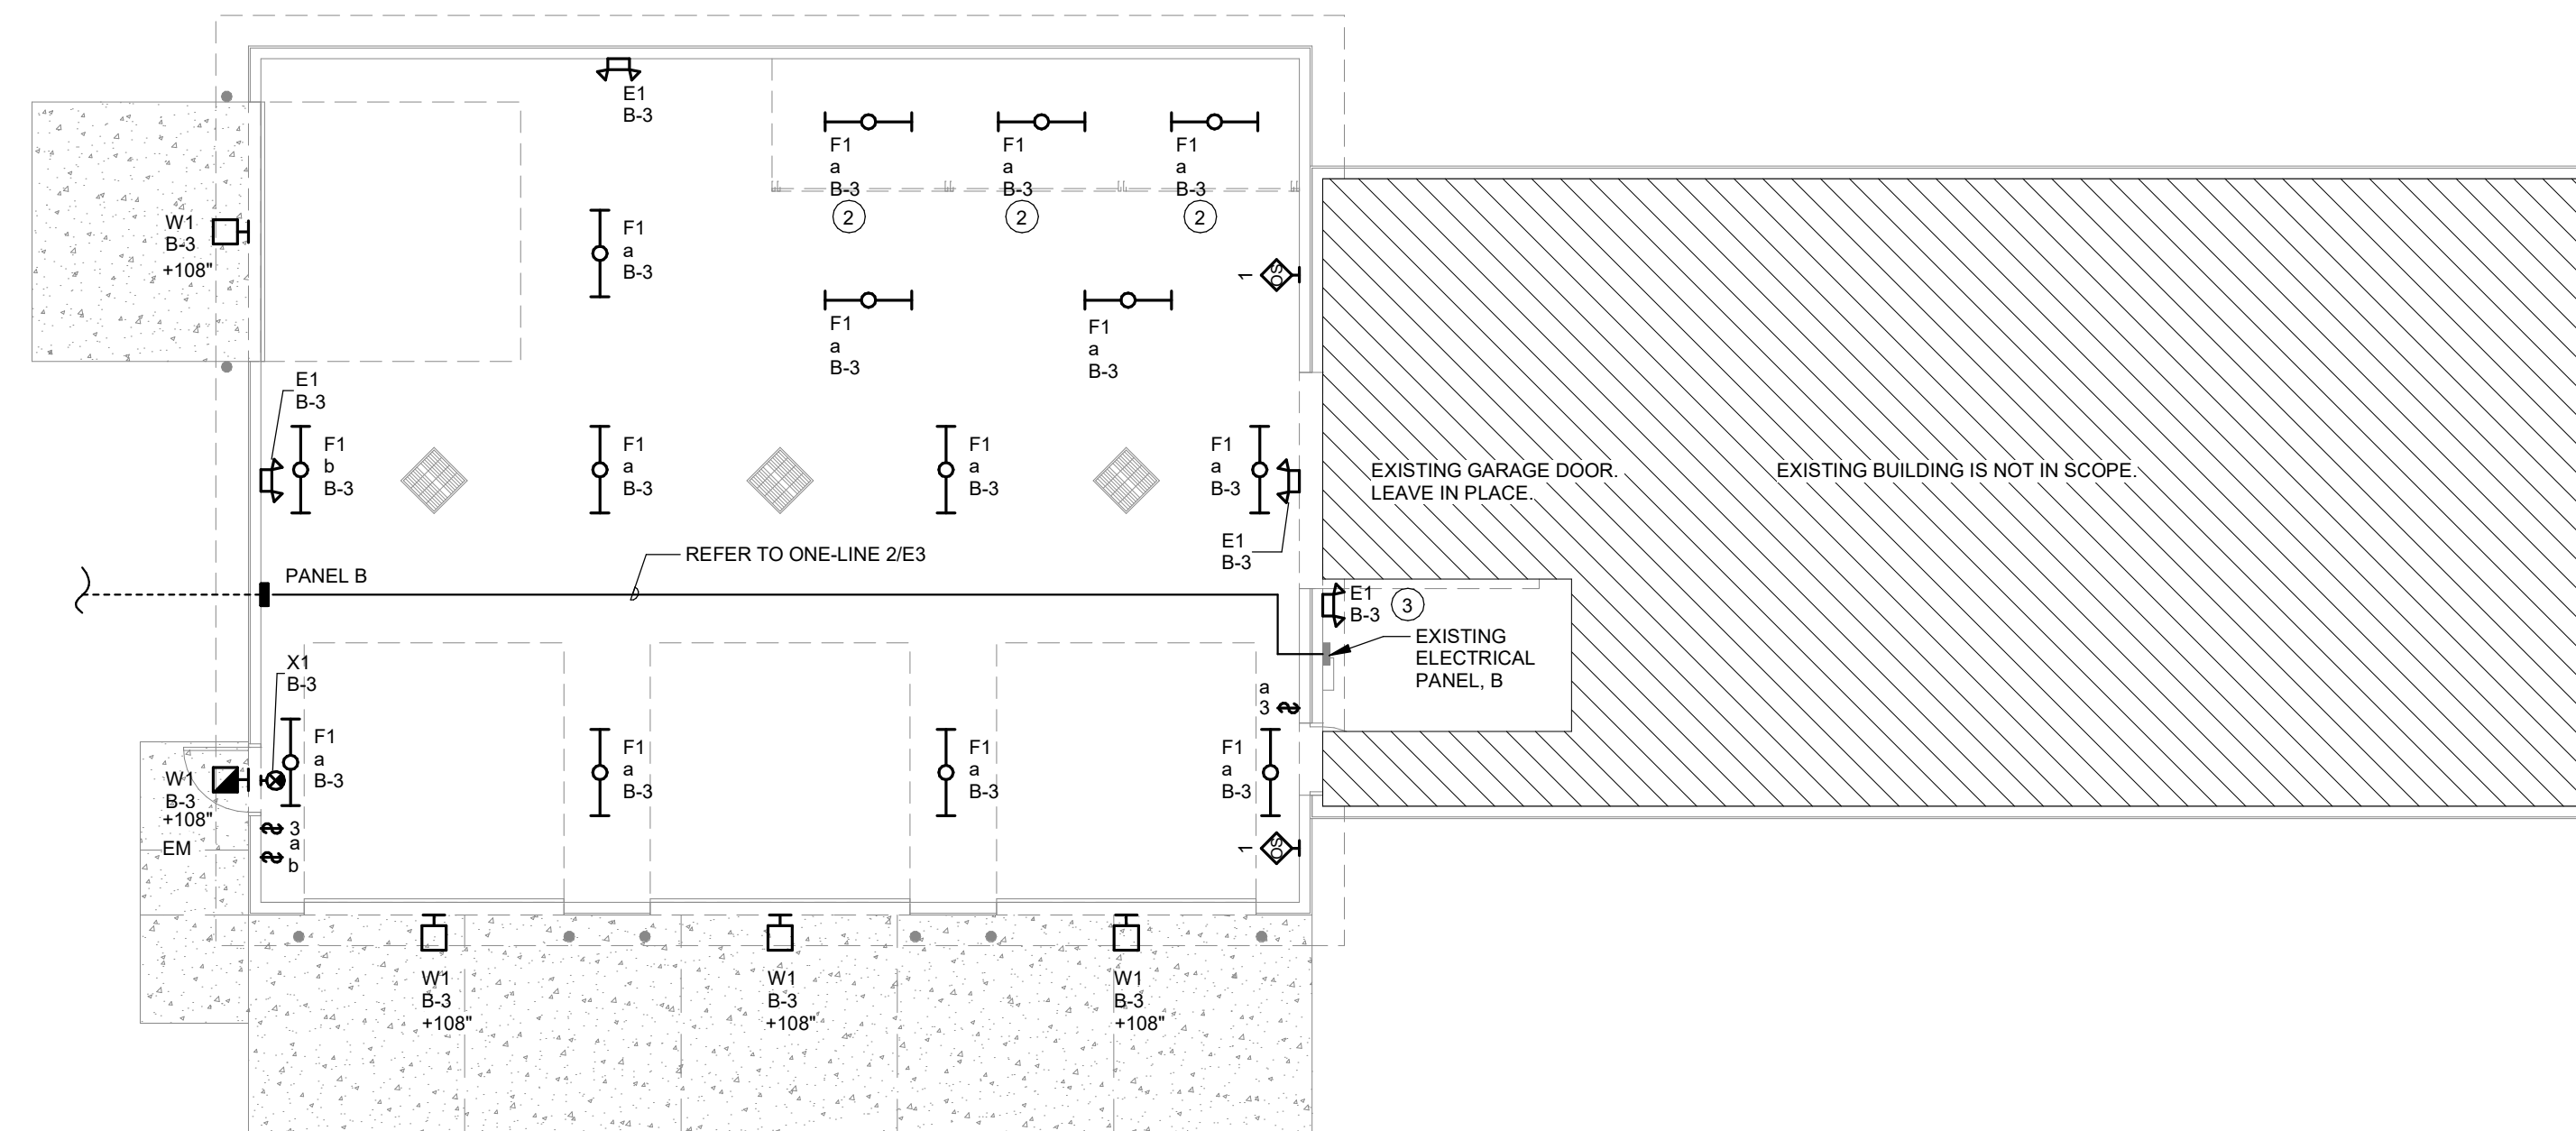 E1
B-3
F1
a
B-3
2
F1
a
B-3
2
F1
a
B-3
2
W1
B-3
+108"
F1
a
B-3
1
OS
F1
a
B-3
F1
a
B-3
E1
B-3
F1
b
B-3
F1
a
B-3
F1
a
B-3
F1
a
B-3
EXISTING GARAGE DOOR.
LEAVE IN PLACE.
EXISTING BUILDING IS NOT IN SCOPE.
E1
B-3
REFER TO ONE-LINE 2/E3
PANEL B
E1
B-3
3
EXISTING
ELECTRICAL
PANEL, B
X1
B-3
a
3
F1
a
B-3
F1
a
B-3
F1
a
B-3
F1
a
B-3
W1
B-3
+108"
EM
3
a
b
1
OS
W1
B-3
+108"
W1
B-3
+108"
W1
B-3
+108"